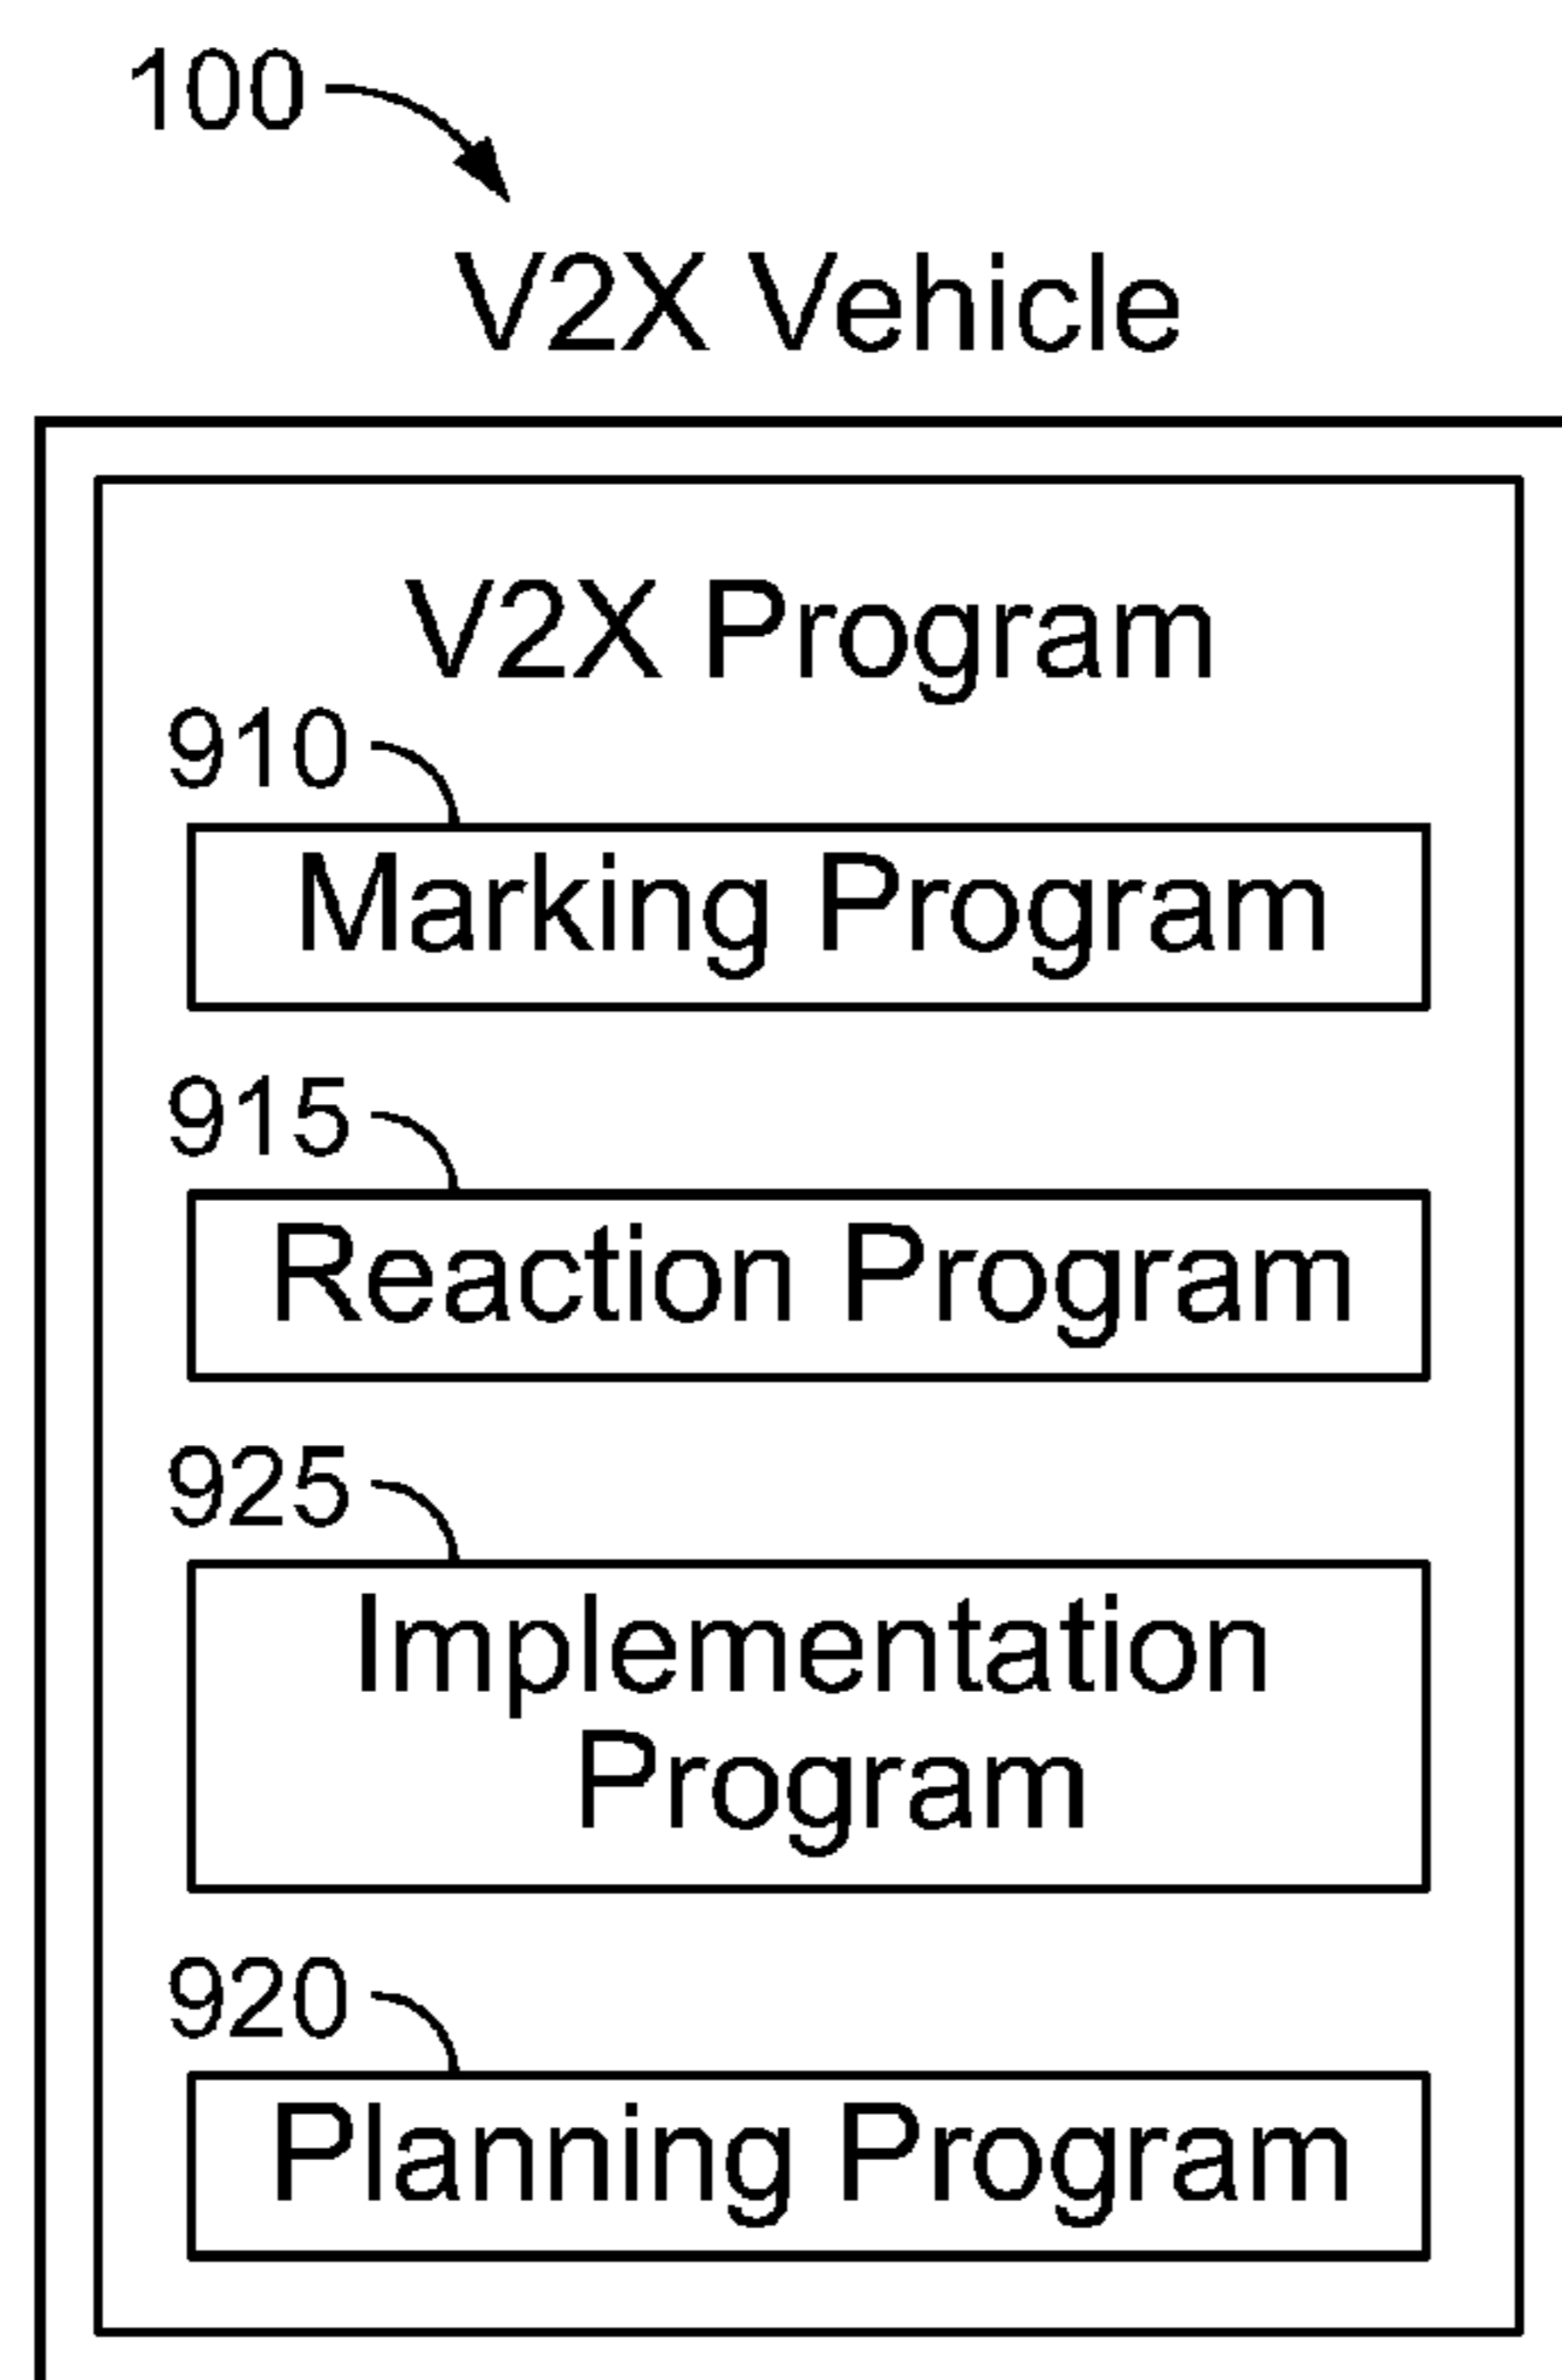 100
V2X Vehicle
V2X Program
910
Marking Program
915
Reaction Program
925
Implementation
Program
920
Planning Program